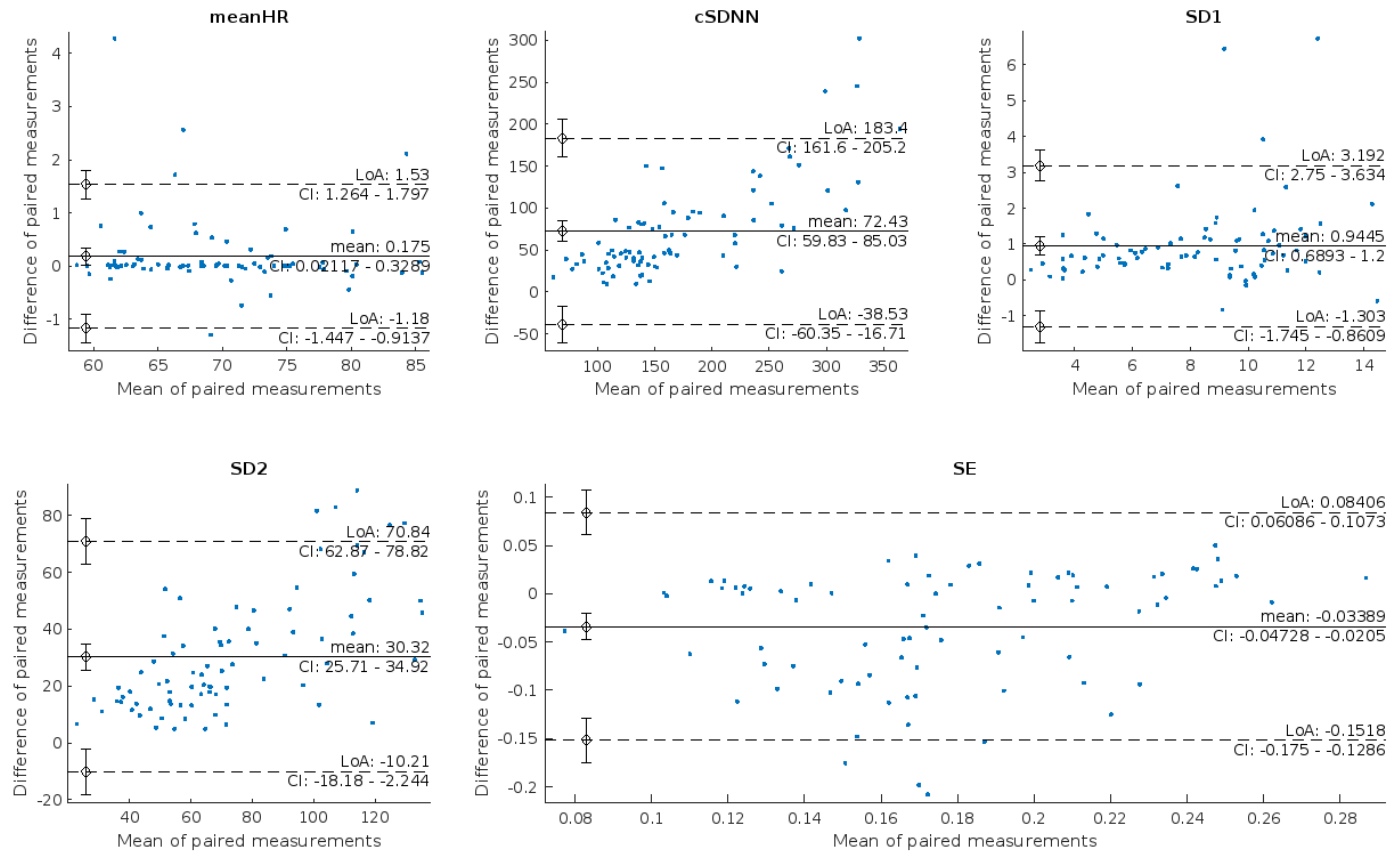 meanHR
Difference of paired measurements
4
3
2
1
0
-1
LoA: 1.53
CI: 1.264 - 1.797
mean: 0.175
CI: 0.02117 - 0.3289
LoA: -1.18
CI: -1.447 - -0.9137
60 65 70 75 80 85
Mean of paired measurements
cSDNN
Difference of paired measurements
300
250
200
150
100
50
0
-50
LoA: 183.4
CI: 161.6 - 205.2
mean: 72.43
CI: 59.83 - 85.03
LoA: -38.53
CI: -60.35 - -16.71
100 150 200 250 300 350
Mean of paired measurements
SD1
Difference of paired measurements
6
5
4
3
2
1
0
-1
LoA: 3.192
CI: 2.75 - 3.634
mean: 0.9445
CI: 0.6893 - 1.2
LoA: -1.303
CI: -1.745 - -0.8609
4 6 8 10 12 14
Mean of paired measurements
SD2
Difference of paired measurements
80
60
40
20
0
-20
LoA: 70.84
CI: 62.87 - 78.82
mean: 30.32
CI: 25.71 - 34.92
LoA: -10.21
CI: -18.18 - -2.244
40 60 80 100 120
Mean of paired measurements
SE
Difference of paired measurements
0.1
0.05
0
-0.05
-0.1
-0.15
-0.2
LoA: 0.08406
CI: 0.06086 - 0.1073
mean: -0.03389
CI: -0.04728 - -0.0205
LoA: -0.1518
CI: -0.175 - -0.1286
0.08 0.1 0.12 0.14 0.16 0.18 0.2 0.22 0.24 0.26 0.28
Mean of paired measurements